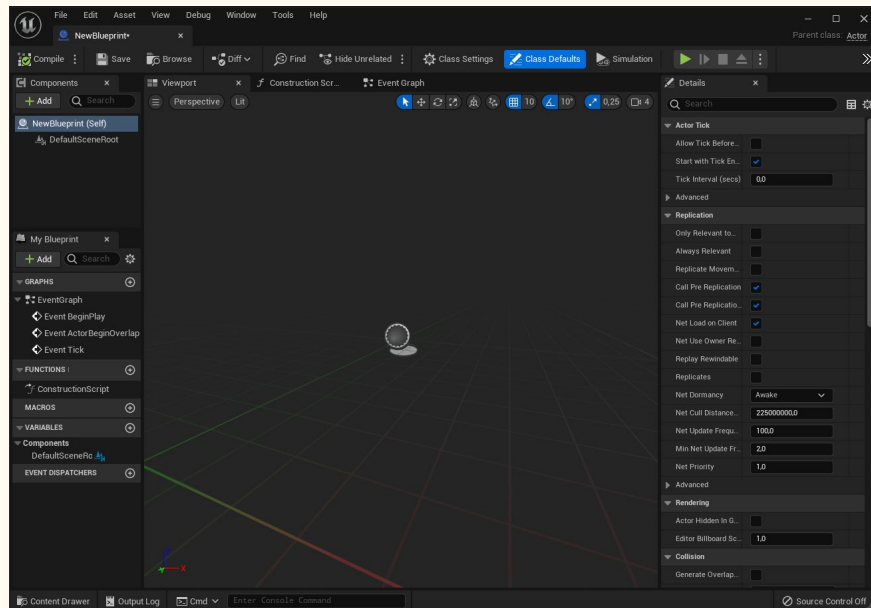 File Edit Asset View Debug Window Tools Help
NewBlueprint•
Parent class: Actor
Compile Save Browse Diff Find Hide Unrelated Class Settings Class Defaults Simulation
Components Viewport Construction Scr... Event Graph Details
+ Add Search Perspective Lit 10 10° 0,25 4 Search
NewBlueprint (Self)
DefaultSceneRoot
Actor Tick
Allow Tick Before...
Start with Tick En...
Tick Interval (secs) 0,0
Advanced
Replication
Only Relevant to...
Always Relevant
Replicate Movem...
Call Pre Replication
Call Pre Replicatio...
Net Load on Client
Net Use Owner Re...
Replay Rewindable
Replicates
Net Dormancy Awake
Net Cull Distance... 225000000,0
Net Update Frequ... 100,0
Min Net Update Fr... 2,0
Net Priority 1,0
Advanced
Rendering
Actor Hidden In G...
Editor Billboard Sc... 1,0
Collision
Generate Overlap...
My Blueprint
+ Add Search
GRAPHS
EventGraph
Event BeginPlay
Event ActorBeginOverlap
Event Tick
FUNCTIONS
ConstructionScript
MACROS
VARIABLES
Components
DefaultSceneRc
EVENT DISPATCHERS
X
Content Drawer Output Log Cmd Enter Console Command Source Control Off